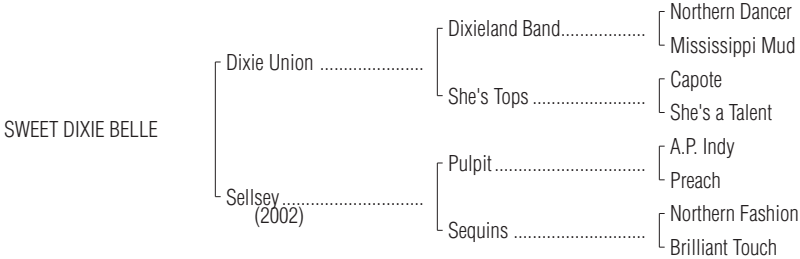 Northern Dancer
Dixieland Band....................
Mississippi Mud
Dixie Union ......................
Capote
She's Tops ........................
She's a Talent
SWEET DIXIE BELLE
A.P. Indy
Pulpit................................
Preach
Sellsey..............................
(2002)
Northern Fashion
Sequins ............................
Brilliant Touch